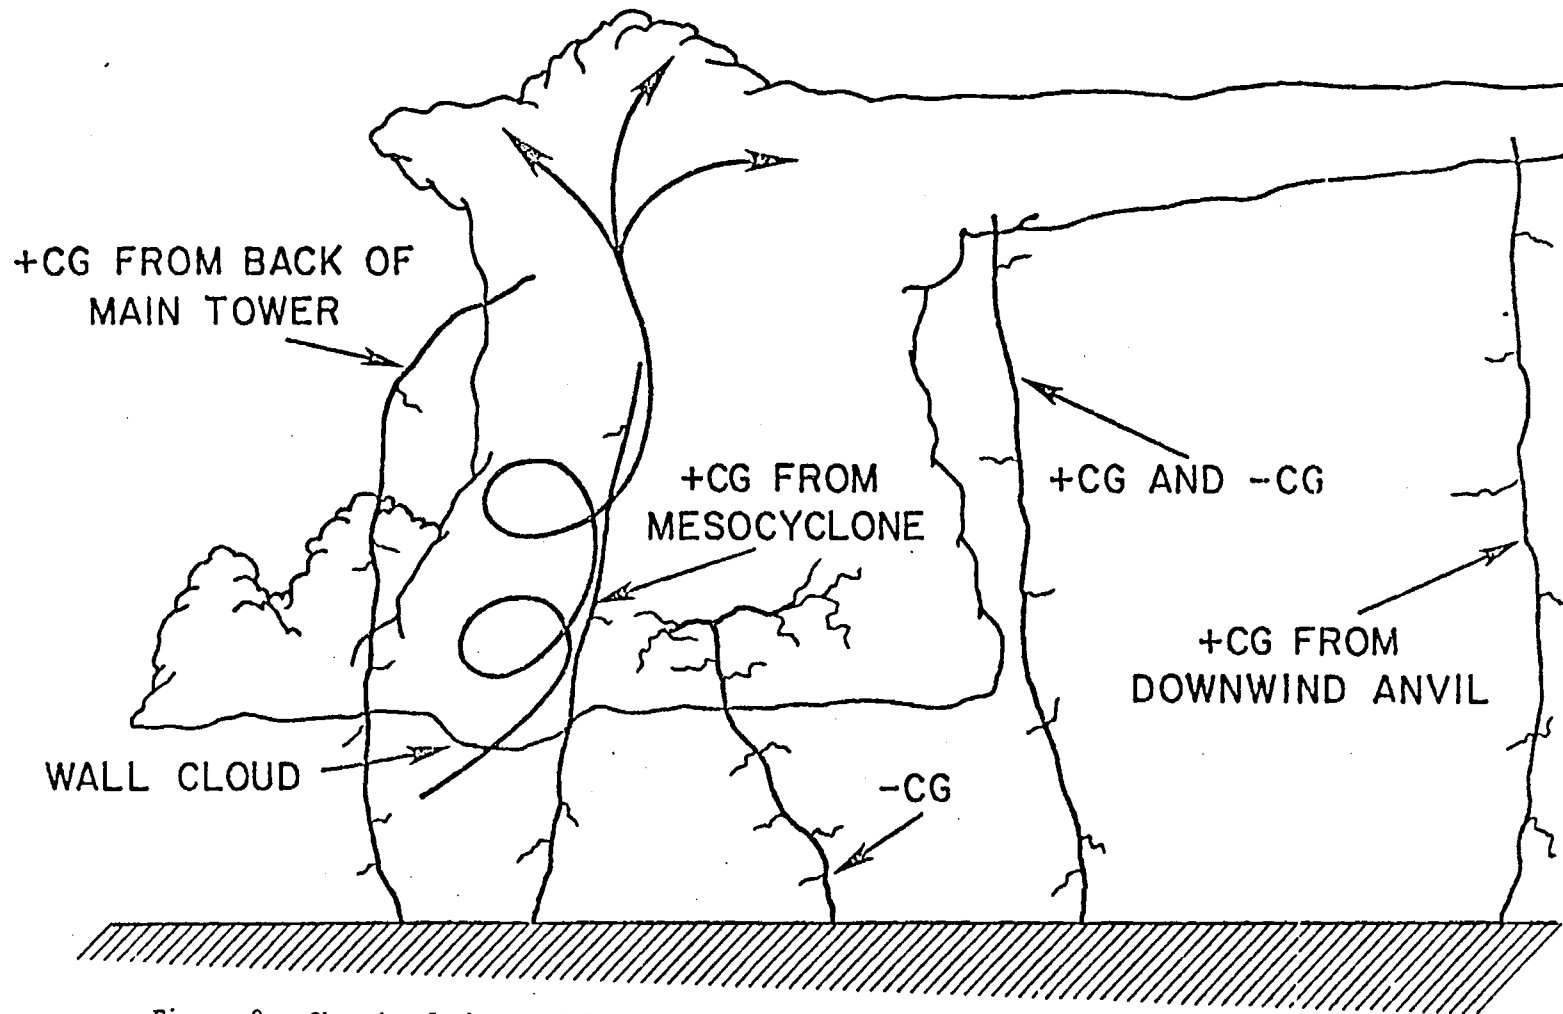 +CG FROM BACK OF
MAIN TOWER
+CG FROM
MESOCYCLONE
+CG AND -CG
+CG FROM
DOWNWIND ANVIL
WALL CLOUD
-CG